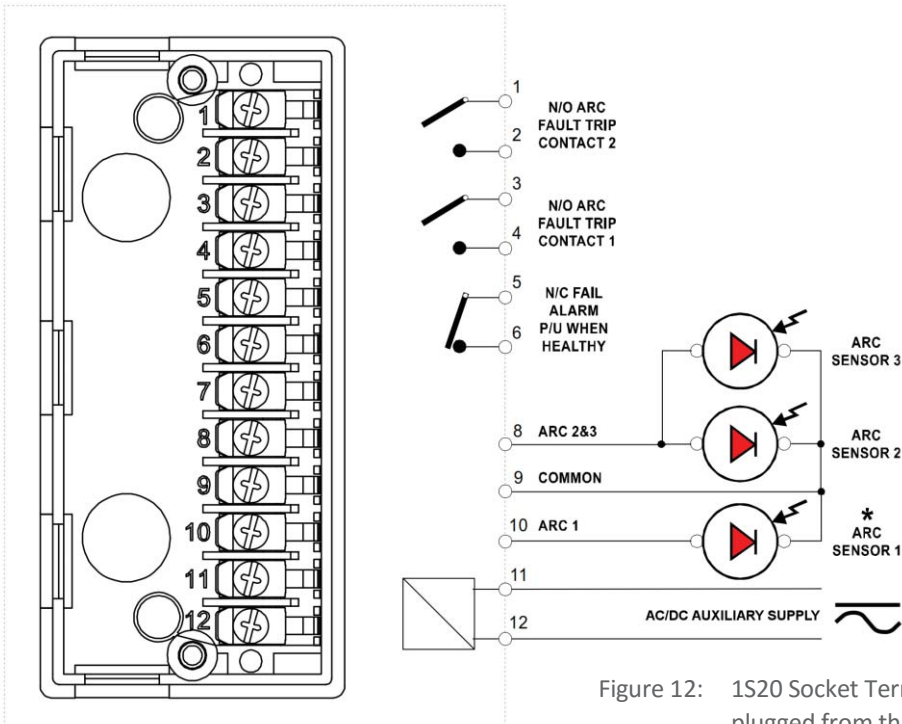 1
2
3
4
5
6
7
8
9
10
11
12
1
N/O ARC
FAULT TRIP
CONTACT 2
2
3
N/O ARC
FAULT TRIP
CONTACT 1
4
5
N/C FAIL
ALARM
P/U WHEN
HEALTHY
6
ARC
SENSOR 3
8 ARC 2&3
ARC
SENSOR 2
9 COMMON
10 ARC 1
*
ARC
SENSOR 1
11
AC/DC AUXILIARY SUPPLY
12
Figure 12: 1S20 Socket Ter
plugged from th